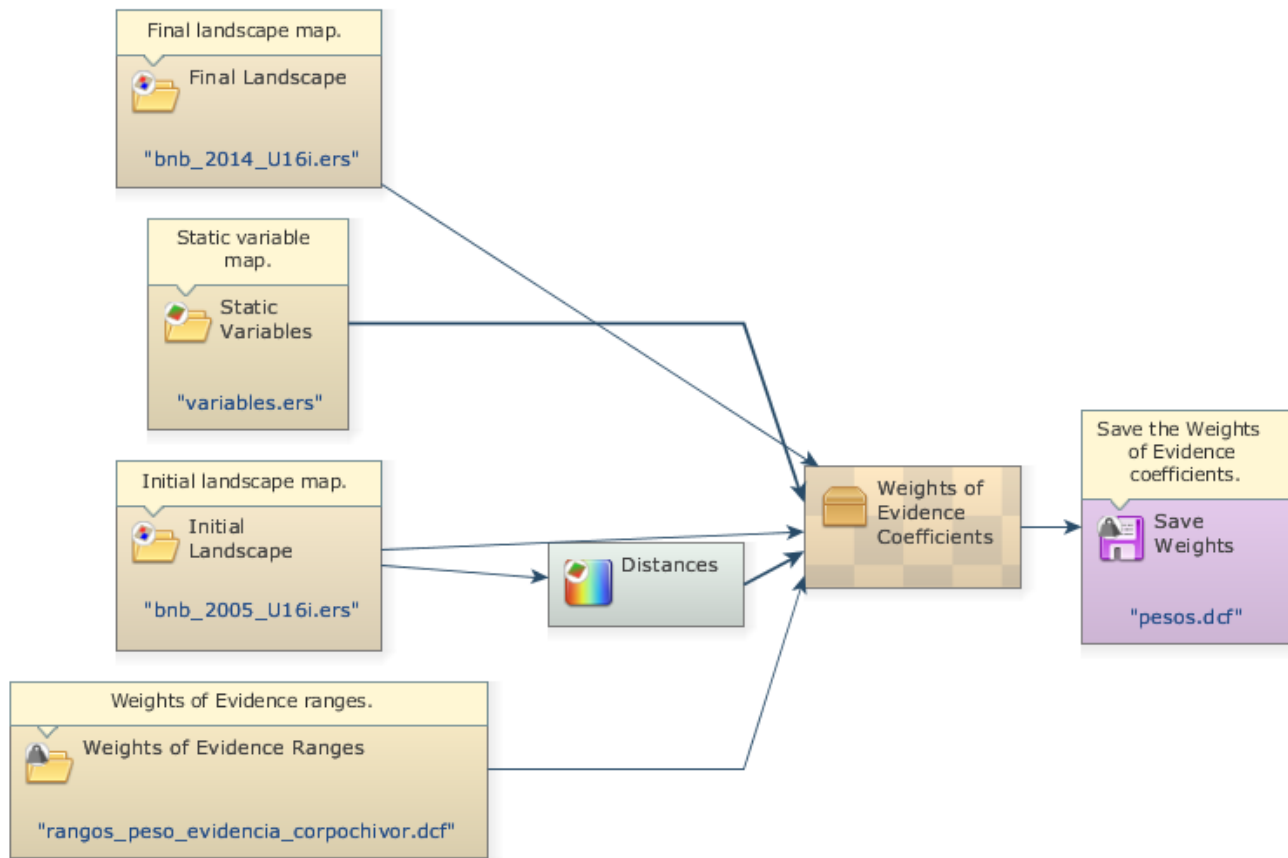 Final landscape map.
Final Landscape
"bnb_2014_U16i.ers"
Static variable
map.
Static
Variables
"variables.ers"
Initial landscape map.
Initial
Landscape
"bnb_2005_U16i.ers"
Distances
Weights of Evidence ranges.
Weights of Evidence Ranges
"rangos_peso_evidencia_corpochivor.dcf"
Weights of
Evidence
Coefficients
Save the Weights
of Evidence
coefficients.
Save
Weights
"pesos.dcf"